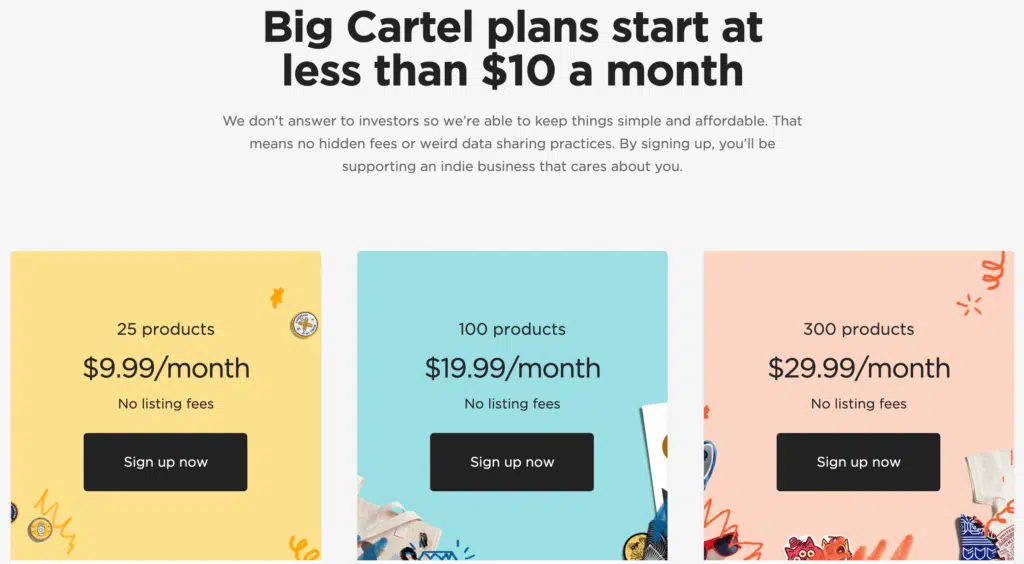 Big Cartel plans start at
less than $10 a month
We don’t answer to investors so we’re able to keep things simple and affordable. That
means no hidden fees or weird data sharing practices. By signing up, you’ll be
supporting an indie business that cares about you.
25 products
$9.99/month
No listing fees
Sign up now
100 products
$19.99/month
No listing fees
Sign up now
300 products
$29.99/month
No listing fees
Sign up now